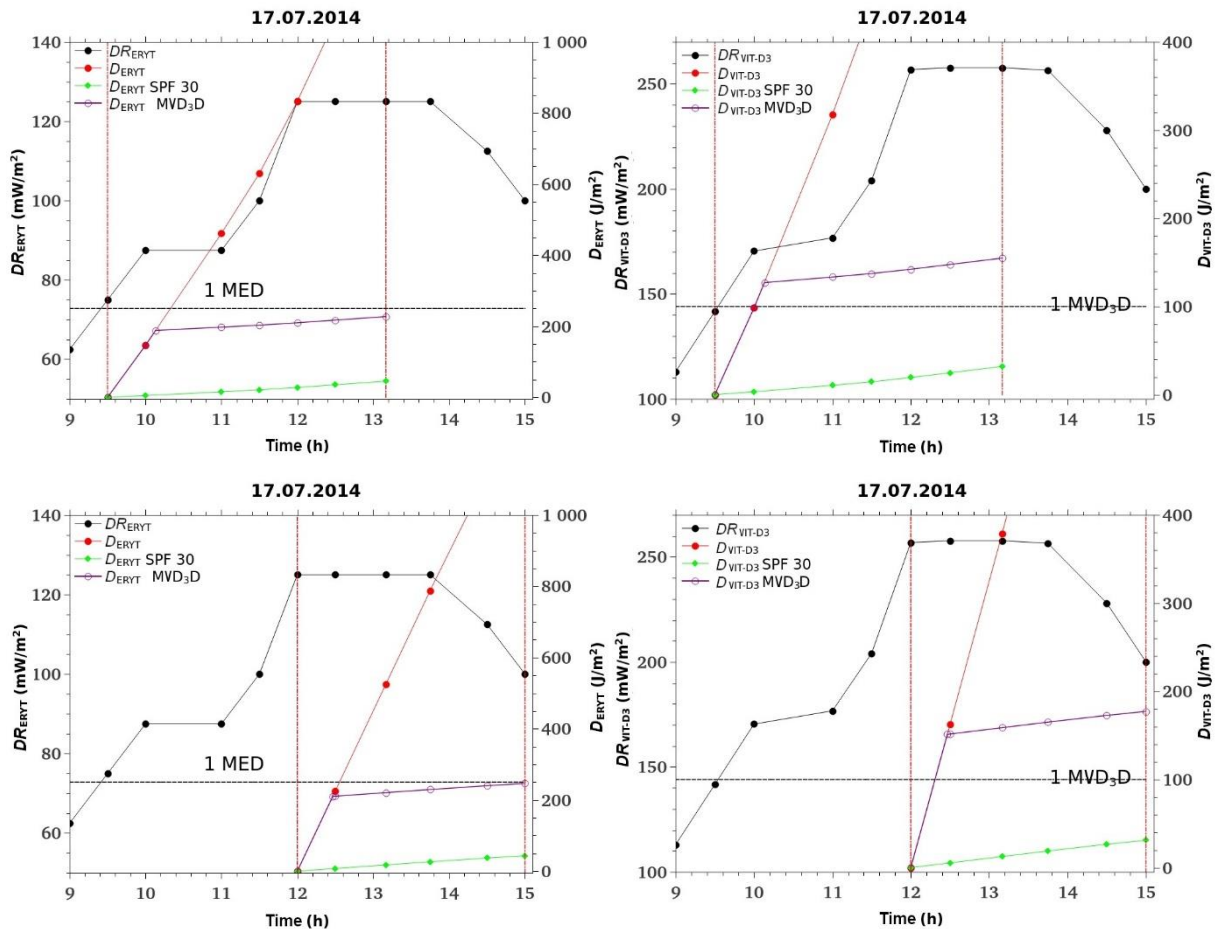 17.07.2014
140
120
100
80
60
DR_ERYT (mW/m²)
DR_ERYT
D_ERYT
D_ERYT SPF 30
D_ERYT MVD₃D
1 MED
1 000
800
600
400
200
0
D_ERYT (J/m²)
9 10 11 12 13 14 15
Time (h)
17.07.2014
250
200
150
100
DR_VIT-D3 (mW/m²)
DR_VIT-D3
D_VIT-D3
D_VIT-D3 SPF 30
D_VIT-D3 MVD₃D
1 MVD₃D
400
300
200
100
0
D_VIT-D3 (J/m²)
9 10 11 12 13 14 15
Time (h)
17.07.2014
140
120
100
80
60
DR_ERYT (mW/m²)
DR_ERYT
D_ERYT
D_ERYT SPF 30
D_ERYT MVD₃D
1 MED
1 000
800
600
400
200
0
D_ERYT (J/m²)
9 10 11 12 13 14 15
Time (h)
17.07.2014
250
200
150
100
DR_VIT-D3 (mW/m²)
DR_VIT-D3
D_VIT-D3
D_VIT-D3 SPF 30
D_VIT-D3 MVD₃D
1 MVD₃D
400
300
200
100
0
D_VIT-D3 (J/m²)
9 10 11 12 13 14 15
Time (h)